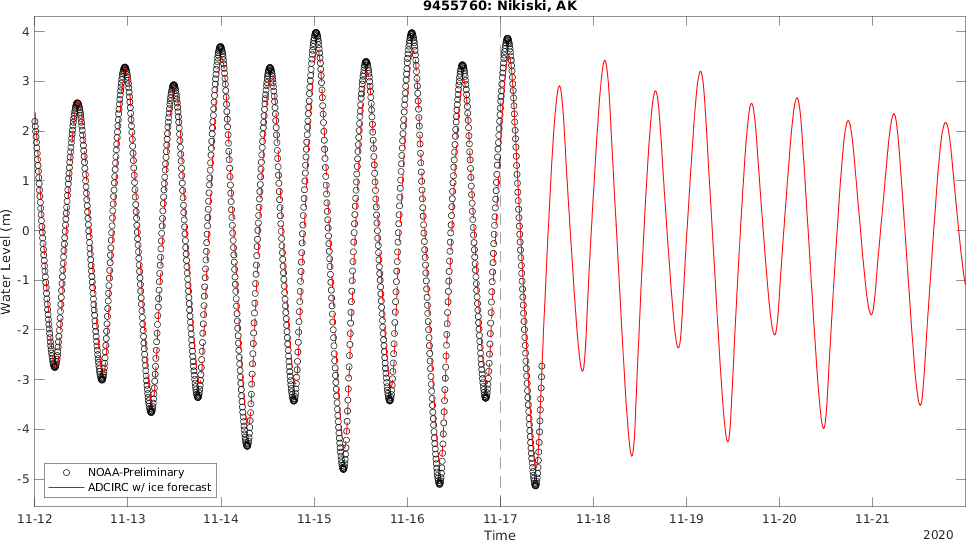 9455760: Nikiski, AK
4
3
2
1
0
-1
-2
-3
-4
-5
Water Level (m)
NOAA-Preliminary
ADCIRC w/ ice forecast
11-12 11-13 11-14 11-15 11-16 11-17 11-18 11-19 11-20 11-21
Time
2020